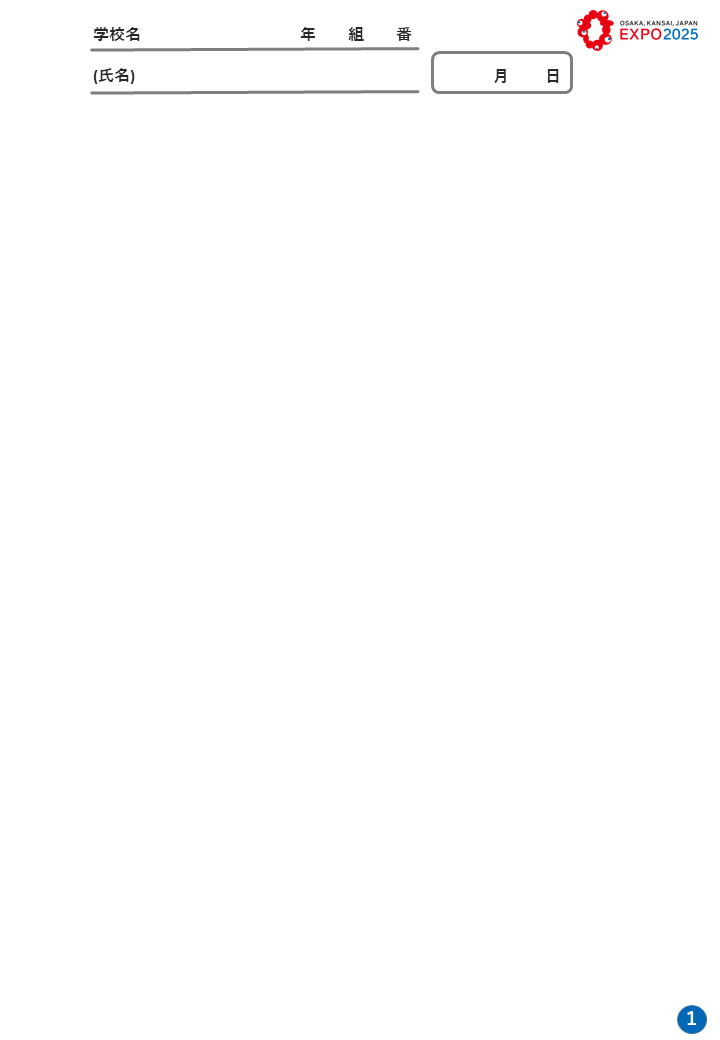 学校名 年 組 番
(氏名)
月 日
OSAKA, KANSAI, JAPAN
EXPO2025
1